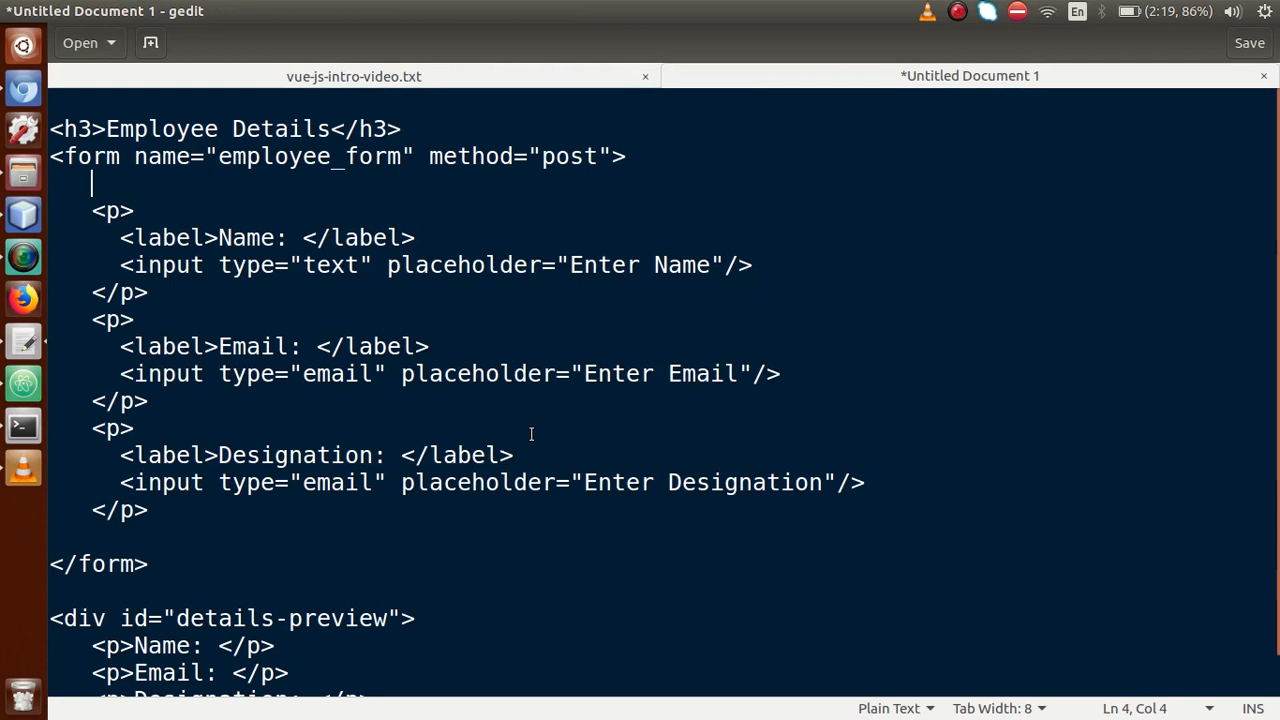 *Untitled Document 1 - gedit
En
(2:19, 86%)
Open
Save
vue-js-intro-video.txt
×
*Untitled Document 1
×
<h3>Employee Details</h3>
<form name="employee_form" method="post">
<p>
<label>Name: </label>
<input type="text" placeholder="Enter Name"/>
</p>
<p>
<label>Email: </label>
<input type="email" placeholder="Enter Email"/>
</p>
<p>
<label>Designation: </label>
<input type="email" placeholder="Enter Designation"/>
</p>
</form>
<div id="details-preview">
<p>Name: </p>
<p>Email: </p>
<p>Designation: </p>
Plain Text
Tab Width: 8
Ln 4, Col 4
INS